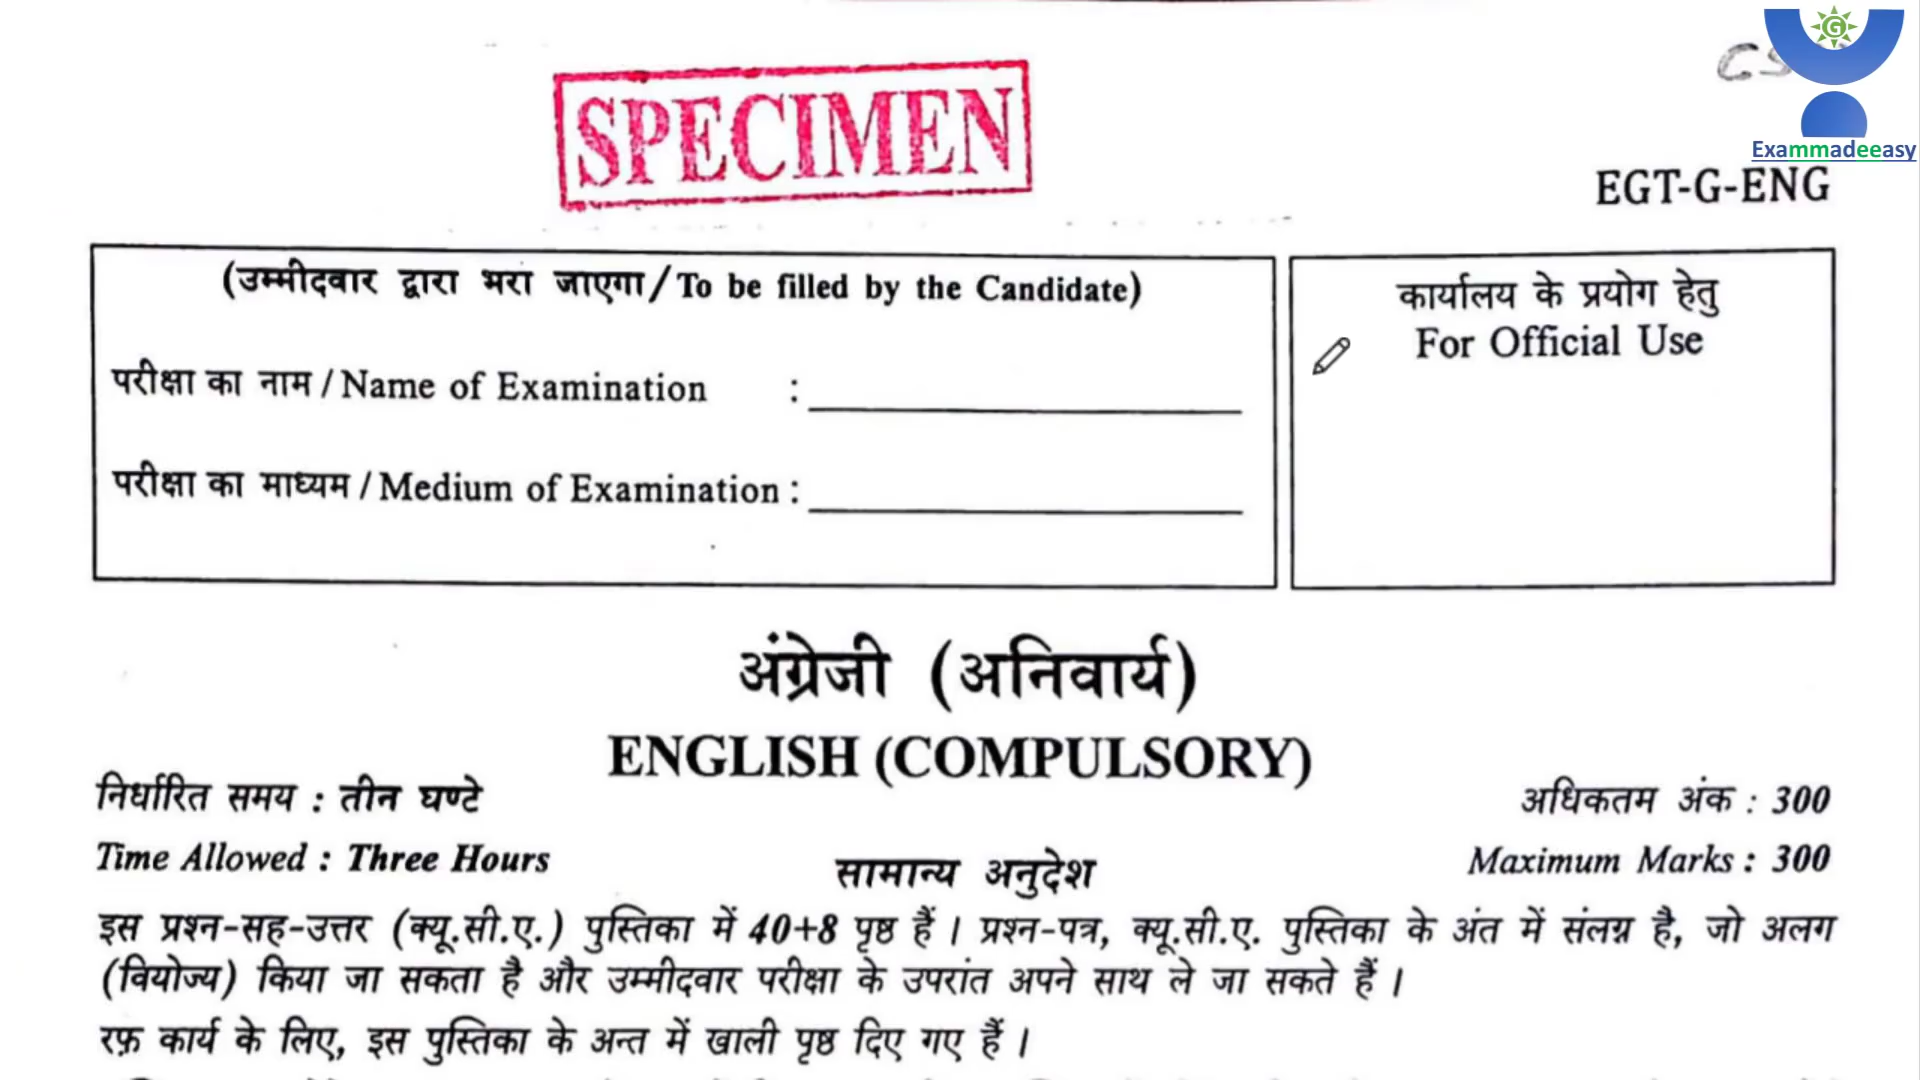 SPECIMEN
Exammadeeasy
EGT-G-ENG
(उम्मीदवार द्वारा भरा जाएगा/To be filled by the Candidate)
परीक्षा का नाम / Name of Examination :
परीक्षा का माध्यम / Medium of Examination :
कार्यालय के प्रयोग हेतु
For Official Use
अंग्रेजी (अनिवार्य)
ENGLISH (COMPULSORY)
निर्धारित समय : तीन घण्टे
अधिकतम अंक : 300
Time Allowed : Three Hours
Maximum Marks : 300
सामान्य अनुदेश
इस प्रश्न-सह-उत्तर (क्यू.सी.ए.) पुस्तिका में 40+8 पृष्ठ हैं । प्रश्न-पत्र, क्यू.सी.ए. पुस्तिका के अंत में संलग्न है, जो अलग
(वियोज्य) किया जा सकता है और उम्मीदवार परीक्षा के उपरांत अपने साथ ले जा सकते हैं ।
रफ़ कार्य के लिए, इस पुस्तिका के अन्त में खाली पृष्ठ दिए गए हैं ।